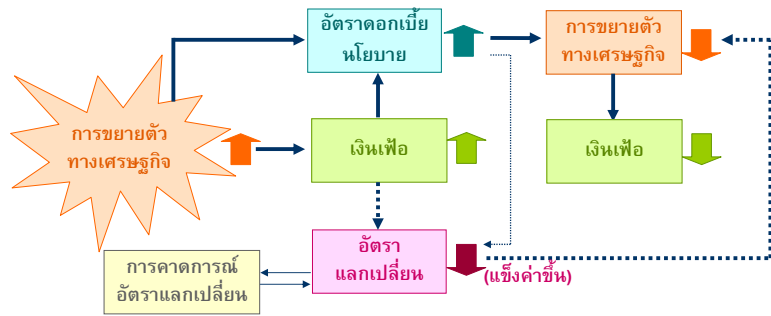 อัตราดอกเบี้ย
นโยบาย
การขยายตัว
ทางเศรษฐกิจ
การขยายตัว
ทางเศรษฐกิจ
เงินเฟ้อ
เงินเฟ้อ
อัตรา
แลกเปลี่ยน
(แข็งค่าขึ้น)
การคาดการณ์
อัตราแลกเปลี่ยน